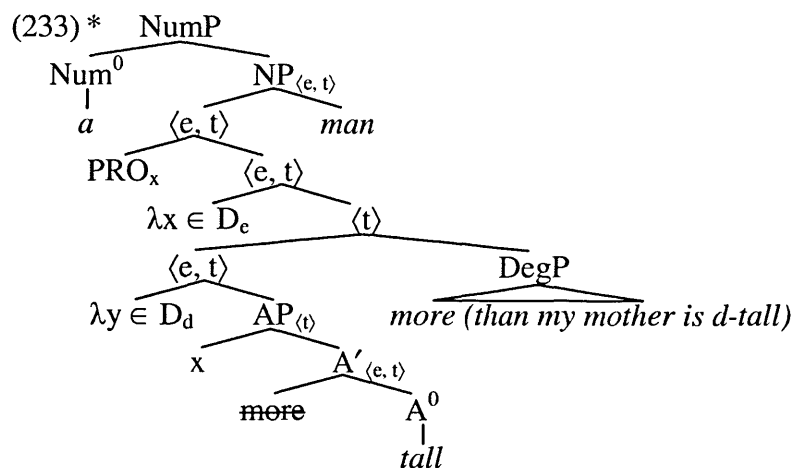 (233) * NumP
Num⁰ NP⟨e, t⟩
a ⟨e, t⟩ man
PROₓ ⟨e, t⟩
λx ∈ Dₑ ⟨t⟩
⟨e, t⟩ DegP
λy ∈ D_d AP⟨t⟩ more (than my mother is d-tall)
x A′⟨e, t⟩
more A⁰
tall